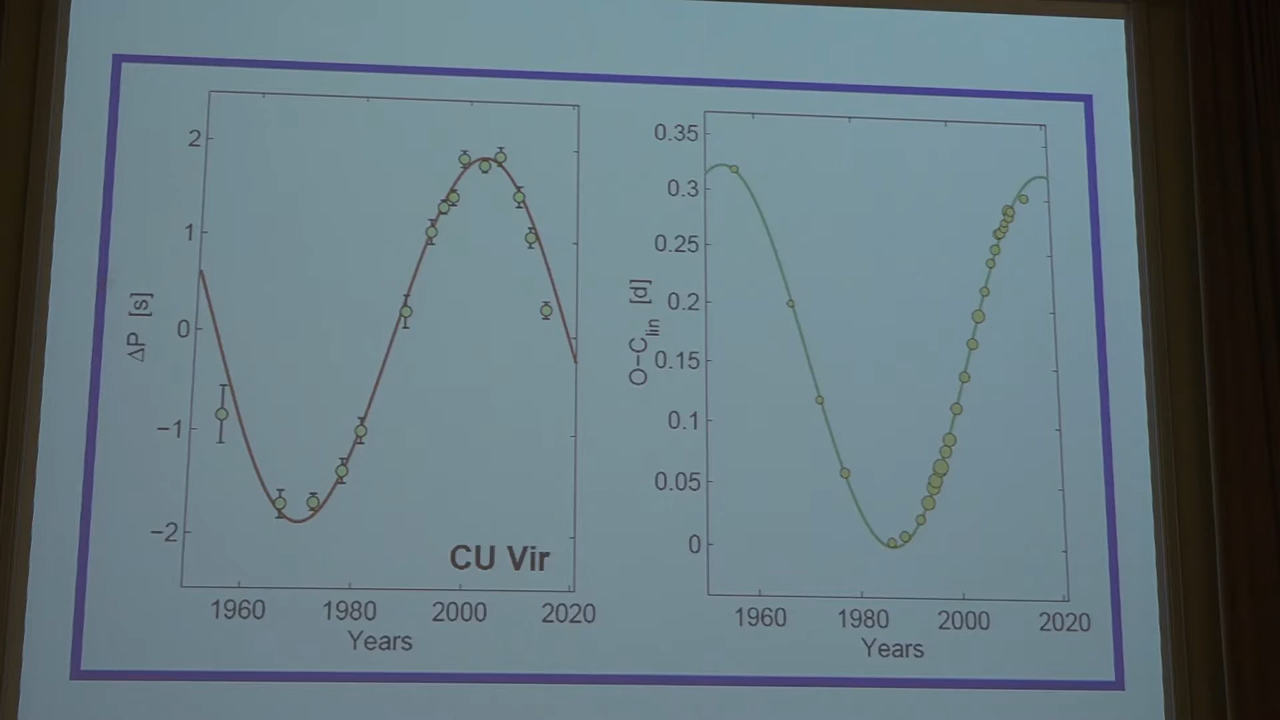 2
1
0
−1
−2
ΔP [s]
CU Vir
1960 1980 2000 2020
Years
0.35
0.3
0.25
0.2
0.15
0.1
0.05
0
O−Clin [d]
1960 1980 2000 2020
Years